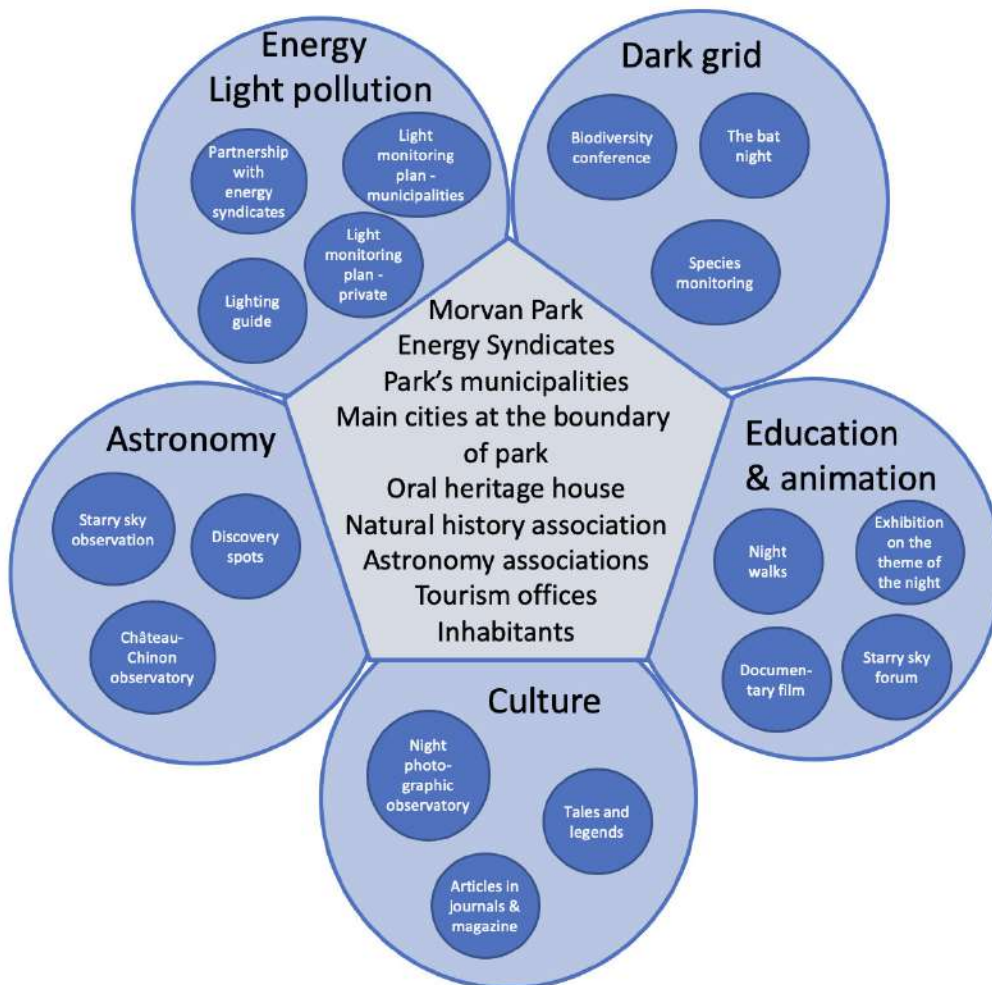 Energy
Light pollution
Partnership
with
energy
syndicates
Light
monitoring
plan -
municipalities
Light
monitoring
plan -
private
Lighting
guide
Dark grid
Biodiversity
conference
The bat
night
Species
monitoring
Morvan Park
Energy Syndicates
Park's municipalities
Main cities at the boundary
of park
Oral heritage house
Natural history association
Astronomy associations
Tourism offices
Inhabitants
Astronomy
Starry sky
observation
Discovery
spots
Château-
Chinon
observatory
Education
& animation
Night
walks
Exhibition
on the
theme of
the night
Documen-
tary film
Starry sky
forum
Culture
Night
photo-
graphic
observatory
Tales and
legends
Articles in
journals &
magazine